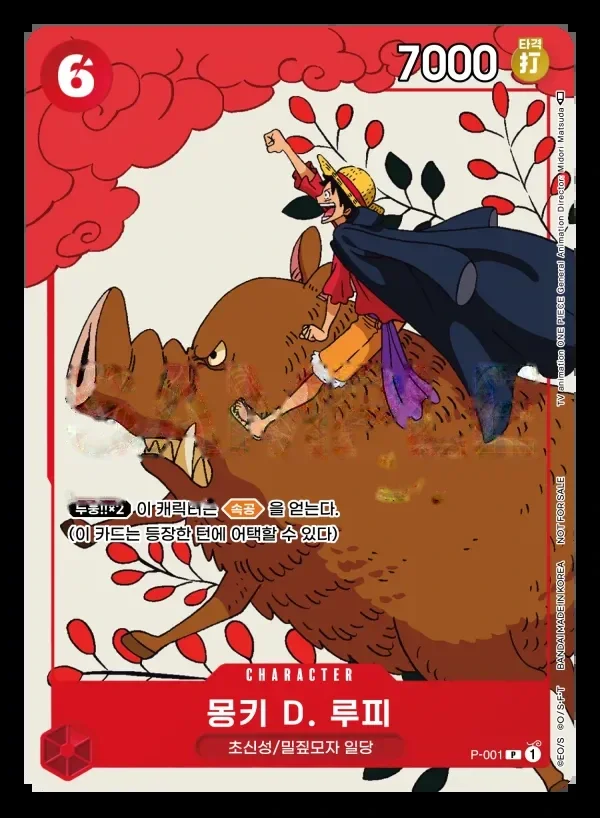 6
7000
타격
打
두웅!!×2 이 캐릭터는 속공 을 얻는다.
(이 카드는 등장한 턴에 어택할 수 있다)
CHARACTER
몽키 D. 루피
초신성/밀짚모자 일당
P-001 P 1
©EO/S ©O/S,F,T BANDAI MADE IN KOREA NOT FOR SALE TV animation ONE PIECE General Animation Director Midori Matsuda